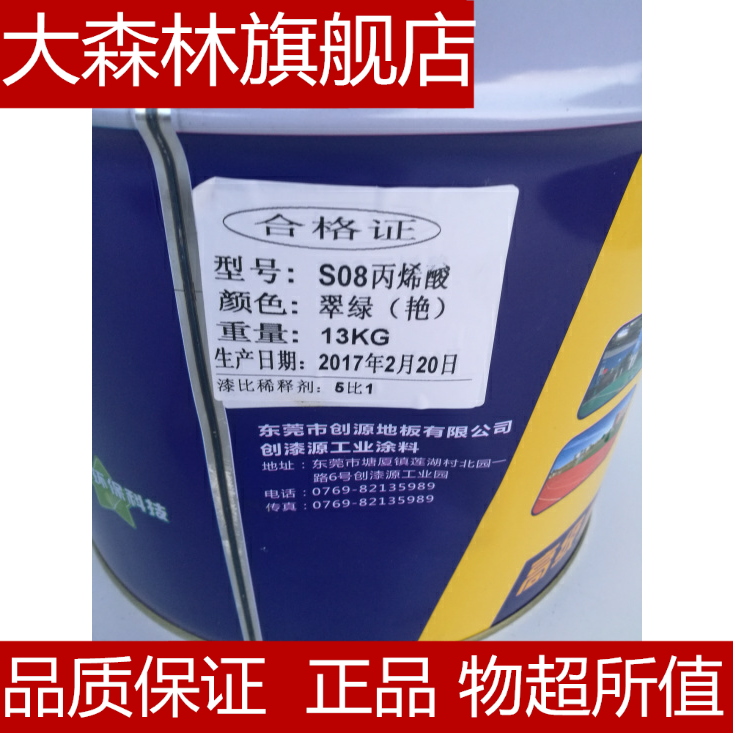 大森林旗舰店
合格证
型号：S08丙烯酸
颜色：翠绿（艳）
重量：13KG
生产日期：2017年2月20日
漆比稀释剂：5比1
东莞市创源地板有限公司
创漆源工业涂料
地址：东莞市塘厦镇莲湖村北园一
路6号创漆源工业园
电话：0769-82135989
传真：0769-82135989
环保科技
品质保证 正品 物超所值